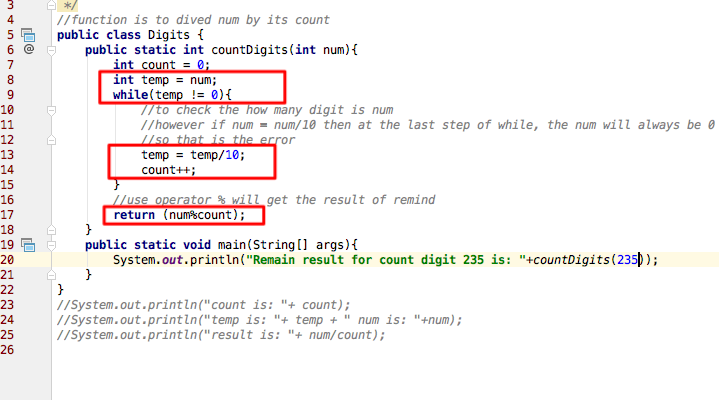 3 */
4 //function is to dived num by its count
5 public class Digits {
6 @ public static int countDigits(int num){
7 int count = 0;
8 int temp = num;
9 while(temp != 0){
10 //to check the how many digit is num
11 //however if num = num/10 then at the last step of while, the num will always be 0
12 //so that is the error
13 temp = temp/10;
14 count++;
15 }
16 //use operator % will get the result of remind
17 return (num%count);
18 }
19 public static void main(String[] args){
20 System.out.println("Remain result for count digit 235 is: "+countDigits(235));
21 }
22 }
23 //System.out.println("count is: "+ count);
24 //System.out.println("temp is: "+ temp + " num is: "+num);
25 //System.out.println("result is: "+ num/count);
26